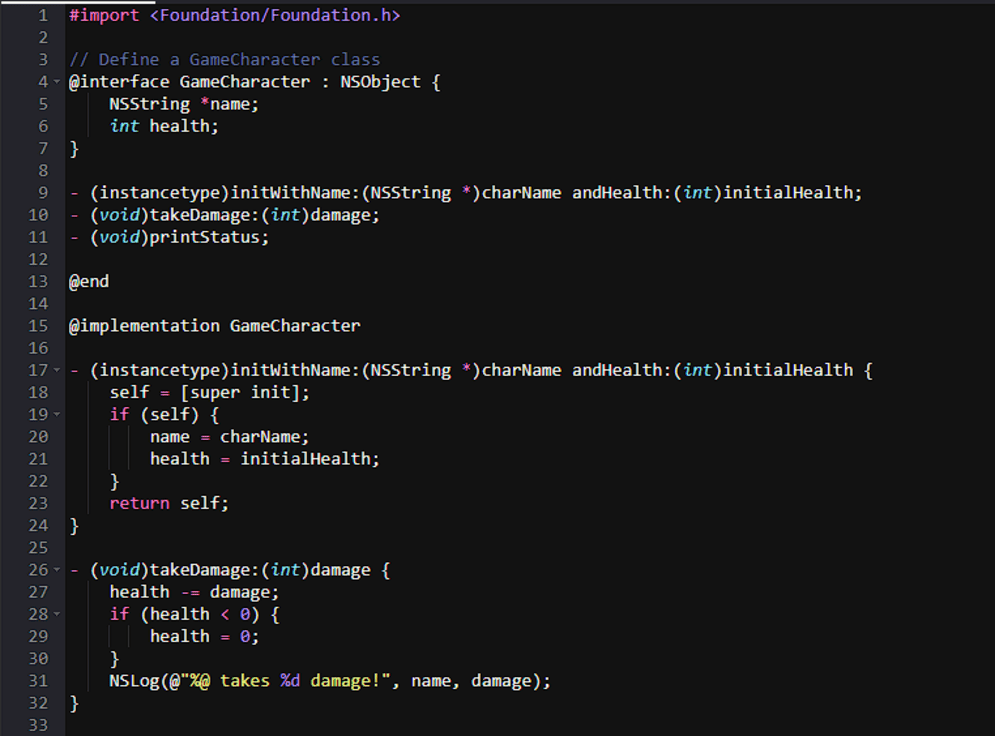 1 #import <Foundation/Foundation.h>
2
3 // Define a GameCharacter class
4 @interface GameCharacter : NSObject {
5     NSString *name;
6     int health;
7 }
8
9 - (instancetype)initWithName:(NSString *)charName andHealth:(int)initialHealth;
10 - (void)takeDamage:(int)damage;
11 - (void)printStatus;
12
13 @end
14
15 @implementation GameCharacter
16
17 - (instancetype)initWithName:(NSString *)charName andHealth:(int)initialHealth {
18     self = [super init];
19     if (self) {
20         name = charName;
21         health = initialHealth;
22     }
23     return self;
24 }
25
26 - (void)takeDamage:(int)damage {
27     health -= damage;
28     if (health < 0) {
29         health = 0;
30     }
31     NSLog(@"%@ takes %d damage!", name, damage);
32 }
33